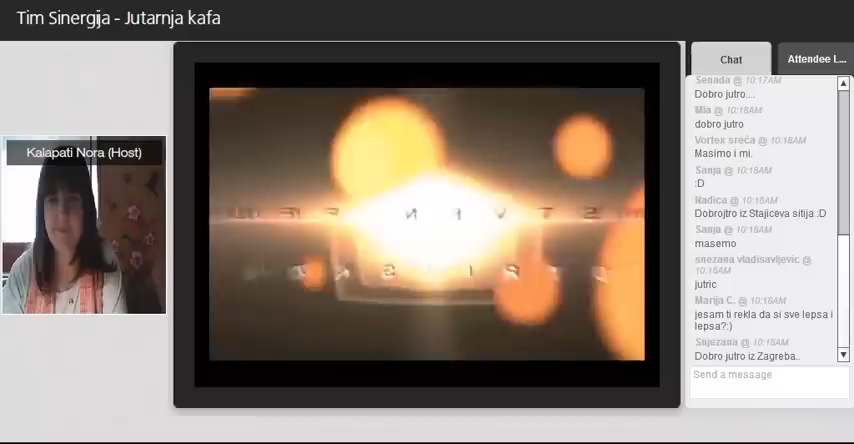 Tim Sinergija - Jutarnja kafa
Kalapati Nora (Host)
Chat
Attendee L...
Senada @ 10:17AM
Dobro jutro....
Mia @ 10:18AM
dobro jutro
Vortex sreća @ 10:18AM
Masimo i mi.
Sanja @ 10:18AM
:D
Radica @ 10:18AM
Dobrojtro iz Stajiceva sitija :D
Sanja @ 10:18AM
masemo
snezana vladisavljevic @
10:18AM
jutric
Marija C. @ 10:18AM
jesam ti rekla da si sve lepsa i
lepsa?:)
Snjezana @ 10:18AM
Dobro jutro iz Zagreba..
Send a message